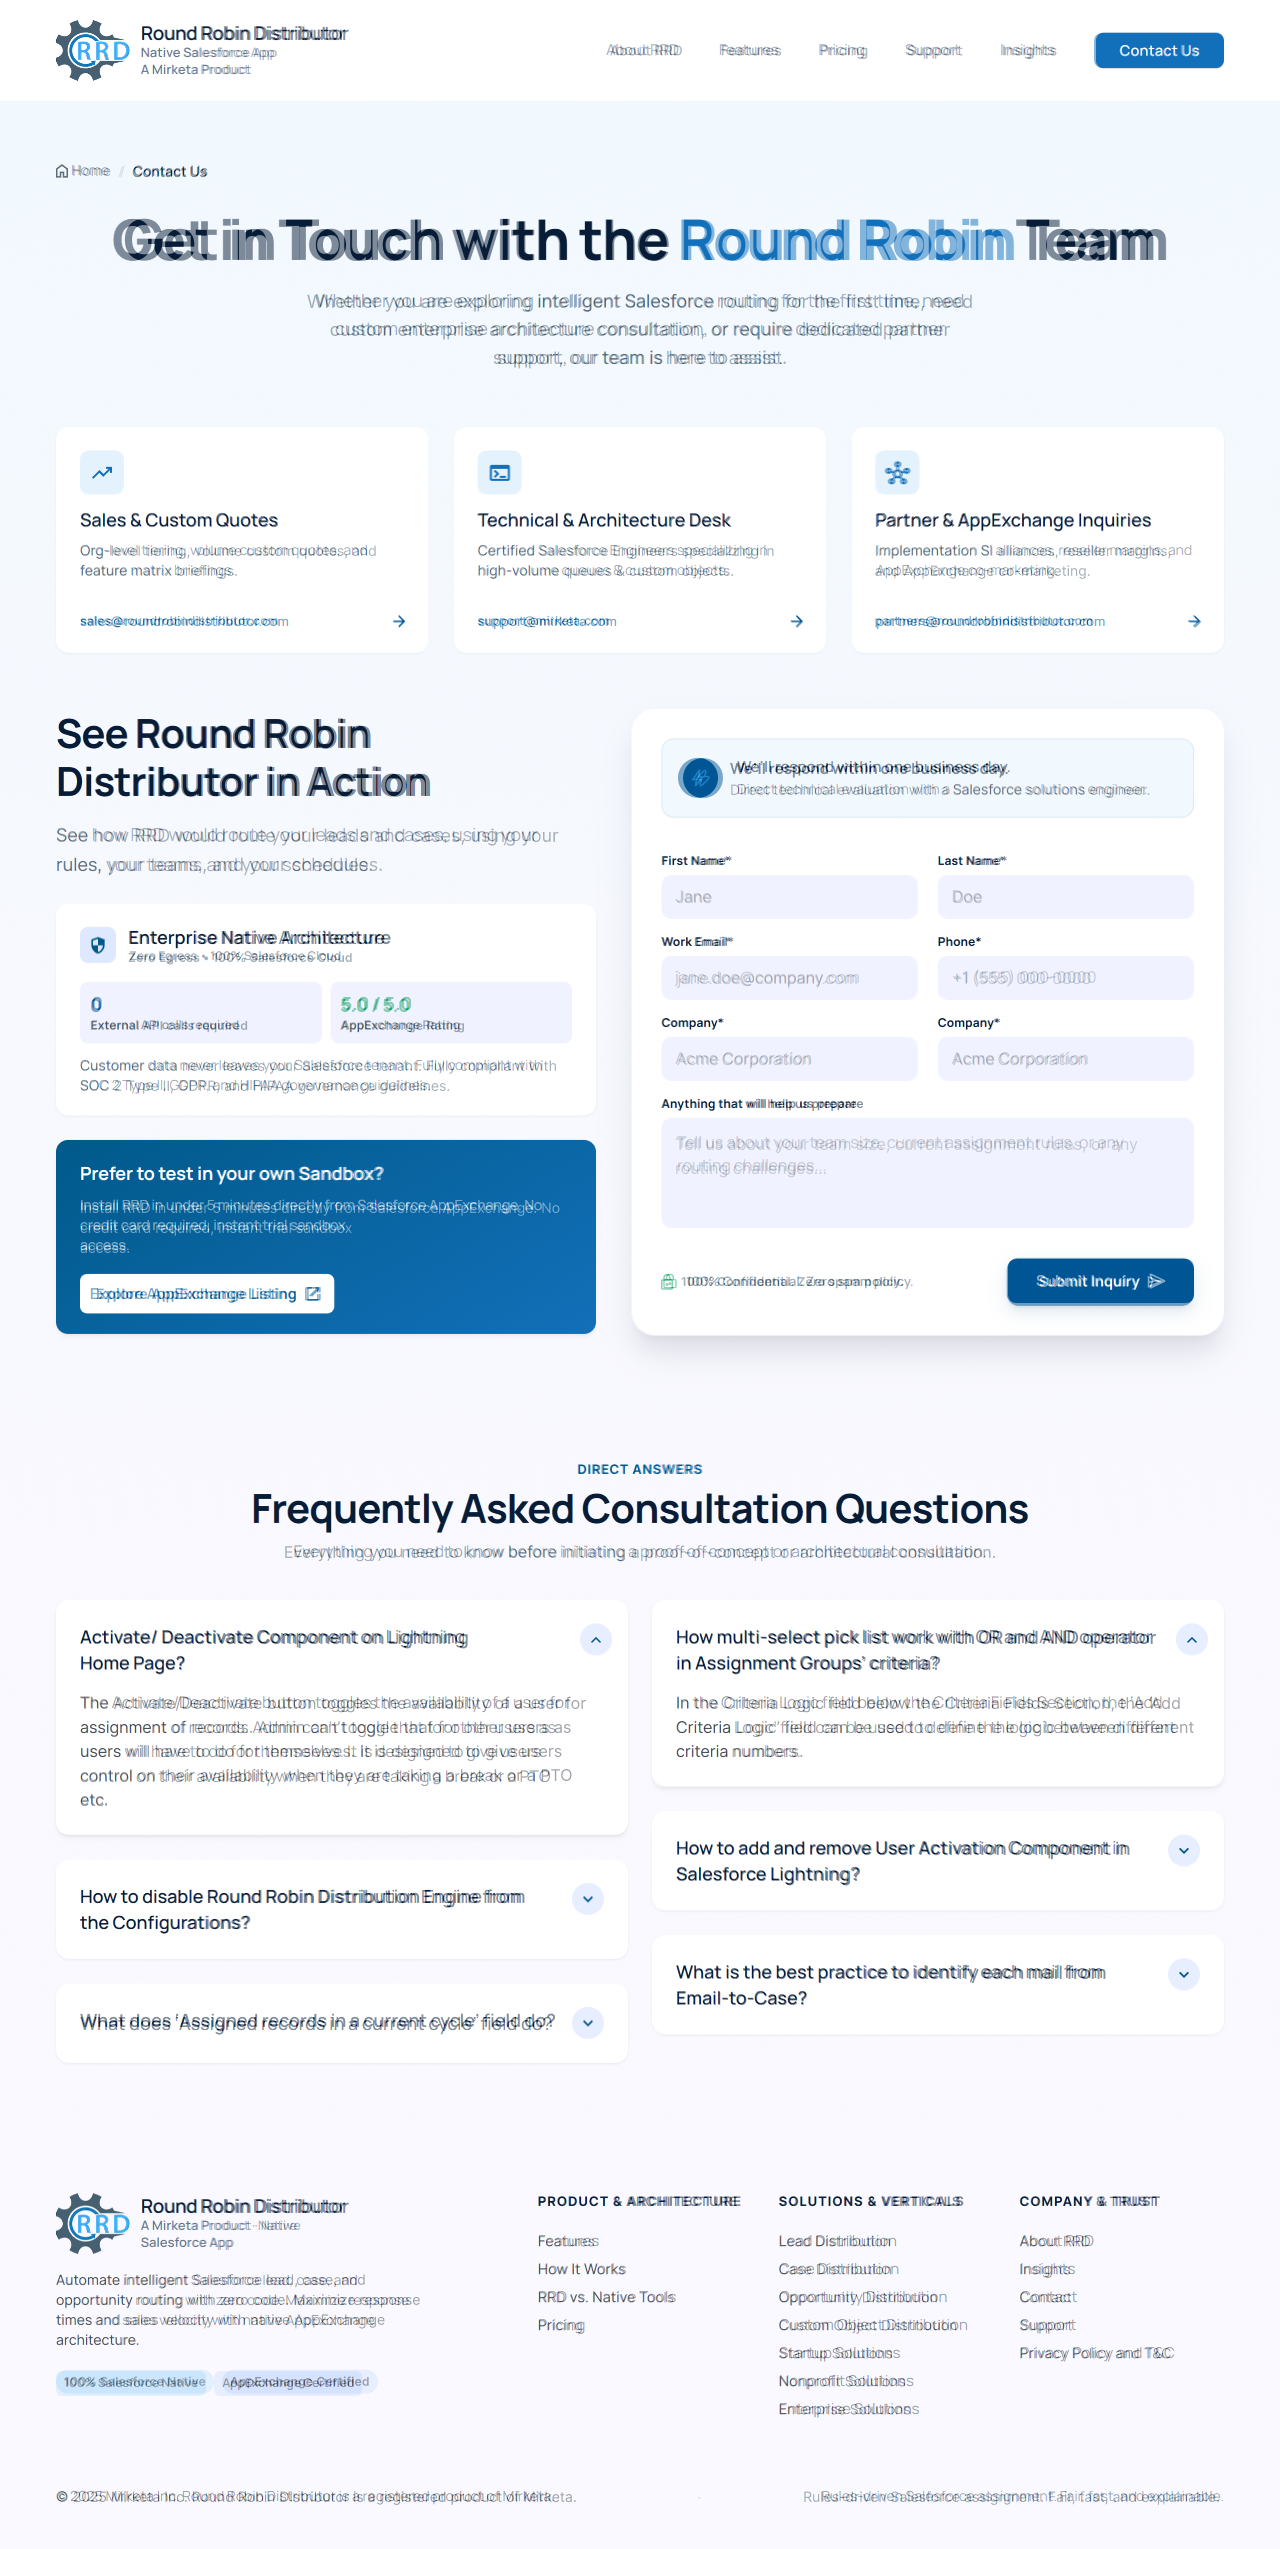 RRD
Round Robin Distributor
Native Salesforce App
A Mirketa Product
About RRD
Features
Pricing
Support
Insights
Contact Us
Home / Contact Us
Get in Touch with the Round Robin Team
Whether you are exploring intelligent Salesforce routing for the first time, need
custom enterprise architecture consultation, or require dedicated partner
support, our team is here to assist.
Sales & Custom Quotes
Org-level tiering, volume custom quotes, and
feature matrix briefings.
sales@roundrobindistributor.com
Technical & Architecture Desk
Certified Salesforce Engineers specializing in
high-volume queues & custom objects.
support@mirketa.com
Partner & AppExchange Inquiries
Implementation SI alliances, reseller margins,
and AppExchange co-marketing.
partners@roundrobindistributor.com
See Round Robin
Distributor in Action
See how RRD would route your leads and cases, using your
rules, your teams, and your schedules.
Enterprise Native Architecture
Zero Egress • 100% Salesforce Cloud
0
External API calls required
5.0 / 5.0
AppExchange Rating
Customer data never leaves your Salesforce tenant. Fully compliant with
SOC 2 Type II, GDPR, and HIPAA governance guidelines.
Prefer to test in your own Sandbox?
Install RRD in under 5 minutes directly from Salesforce AppExchange. No
credit card required, instant trial sandbox
access.
Explore AppExchange Listing
We'll respond within one business day.
Direct technical evaluation with a Salesforce solutions engineer.
First Name*
Last Name*
Jane
Doe
Work Email*
Phone*
jane.doe@company.com
+1 (555) 000-0000
Company*
Company*
Acme Corporation
Acme Corporation
Anything that will help us prepare
Tell us about your team size, current assignment rules, or any
routing challenges...
100% Confidential. Zero spam policy.
Submit Inquiry
DIRECT ANSWERS
Frequently Asked Consultation Questions
Everything you need to know before initiating a proof-of-concept or architectural consultation.
Activate/ Deactivate Component on Lightning
Home Page?
The Activate/Deactivate button toggles the availability of a user for
assignment of records. Admin can't toggle that for other users as
users will have to do for themselves. It is designed to give users
control on their availability when they are taking a break or a PTO
etc.
How to disable Round Robin Distribution Engine from
the Configurations?
What does 'Assigned records in a current cycle' field do?
How multi-select pick list work with OR and AND operator
in Assignment Groups' criteria?
In the Criteria Logic field below the Criteria Fields Section, the 'Add
Criteria Logic' field can be used to define the logic between different
criteria numbers.
How to add and remove User Activation Component in
Salesforce Lightning?
What is the best practice to identify each mail from
Email-to-Case?
RRD
Round Robin Distributor
A Mirketa Product - Native
Salesforce App
Automate intelligent Salesforce lead, case, and
opportunity routing with zero code. Maximize response
times and sales velocity with native AppExchange
architecture.
100% Salesforce Native
AppExchange Certified
PRODUCT & ARCHITECTURE
Features
How It Works
RRD vs. Native Tools
Pricing
SOLUTIONS & VERTICALS
Lead Distribution
Case Distribution
Opportunity Distribution
Custom Object Distribution
Startup Solutions
Nonprofit Solutions
Enterprise Solutions
COMPANY & TRUST
About RRD
Insights
Contact
Support
Privacy Policy and T&C
© 2025 Mirketa Inc. Round Robin Distributor is a registered product of Mirketa.
Rules-driven Salesforce assignment. Fair, fast, and explainable.